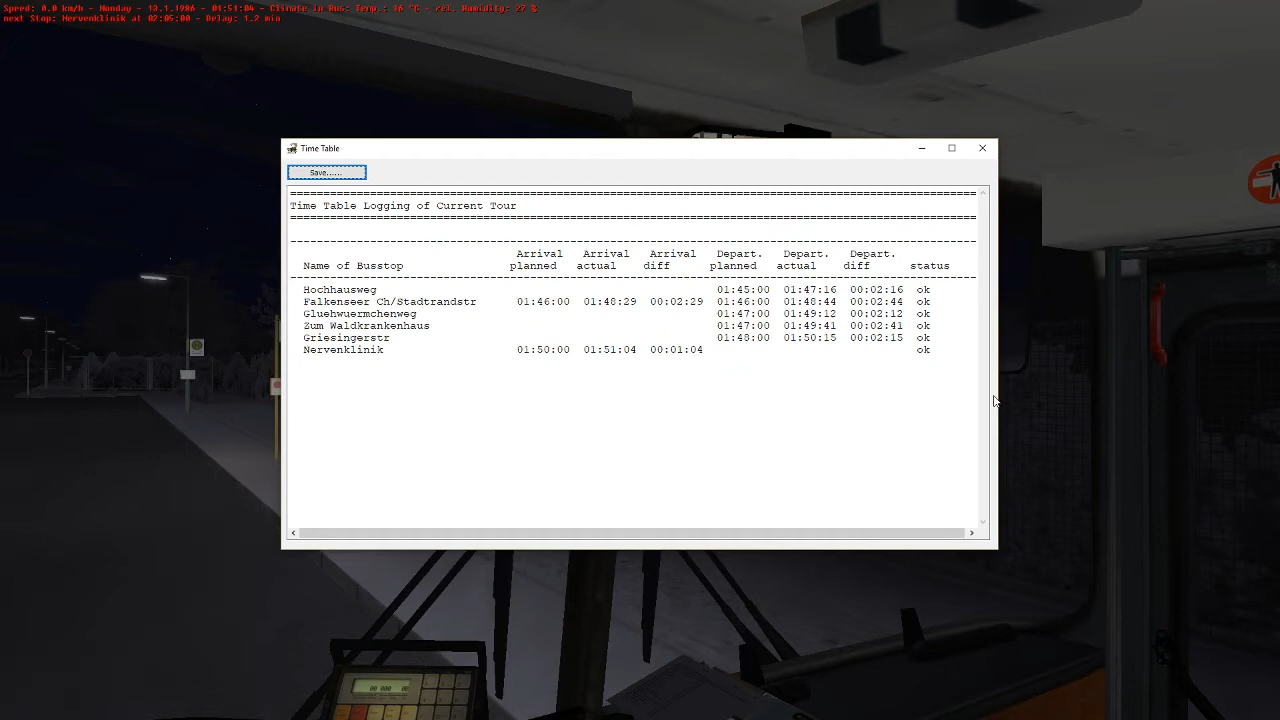 Speed: 0.0 km/h - Monday - 13.1.1986 - 01:51:04 - Climate in Bus: Temp.: 16 °C - rel. Humidity: 27 %
next Stop: Nervenklinik at 02:05:00 - Delay: 1.2 min
Time Table
Save......
Time Table Logging of Current Tour
Arrival Arrival Arrival Depart. Depart. Depart.
Name of Busstop planned actual diff planned actual diff status
Hochhausweg 01:45:00 01:47:16 00:02:16 ok
Falkenseer Ch/Stadtrandstr 01:46:00 01:48:29 00:02:29 01:46:00 01:48:44 00:02:44 ok
Gluehwuermchenweg 01:47:00 01:49:12 00:02:12 ok
Zum Waldkrankenhaus 01:47:00 01:49:41 00:02:41 ok
Griesingerstr 01:48:00 01:50:15 00:02:15 ok
Nervenklinik 01:50:00 01:51:04 00:01:04 ok